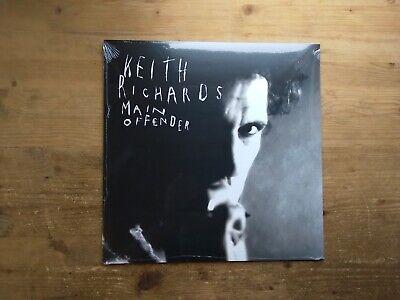 KEITH
RICHARDS
MAIN
OFFENDER